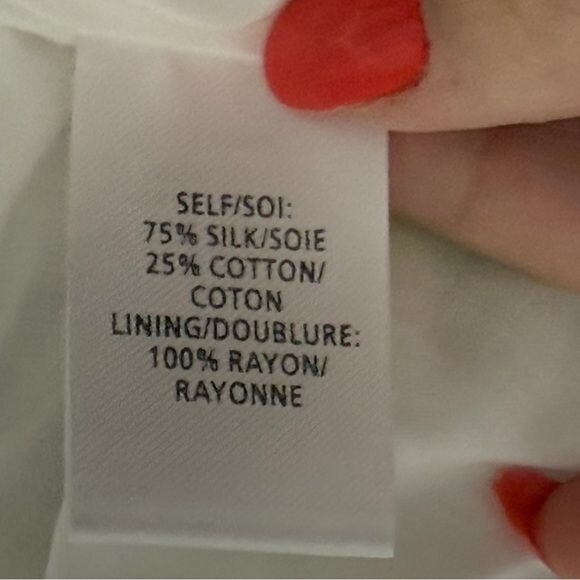 SELF/SOI:
75% SILK/SOIE
25% COTTON/
COTON
LINING/DOUBLURE:
100% RAYON/
RAYONNE